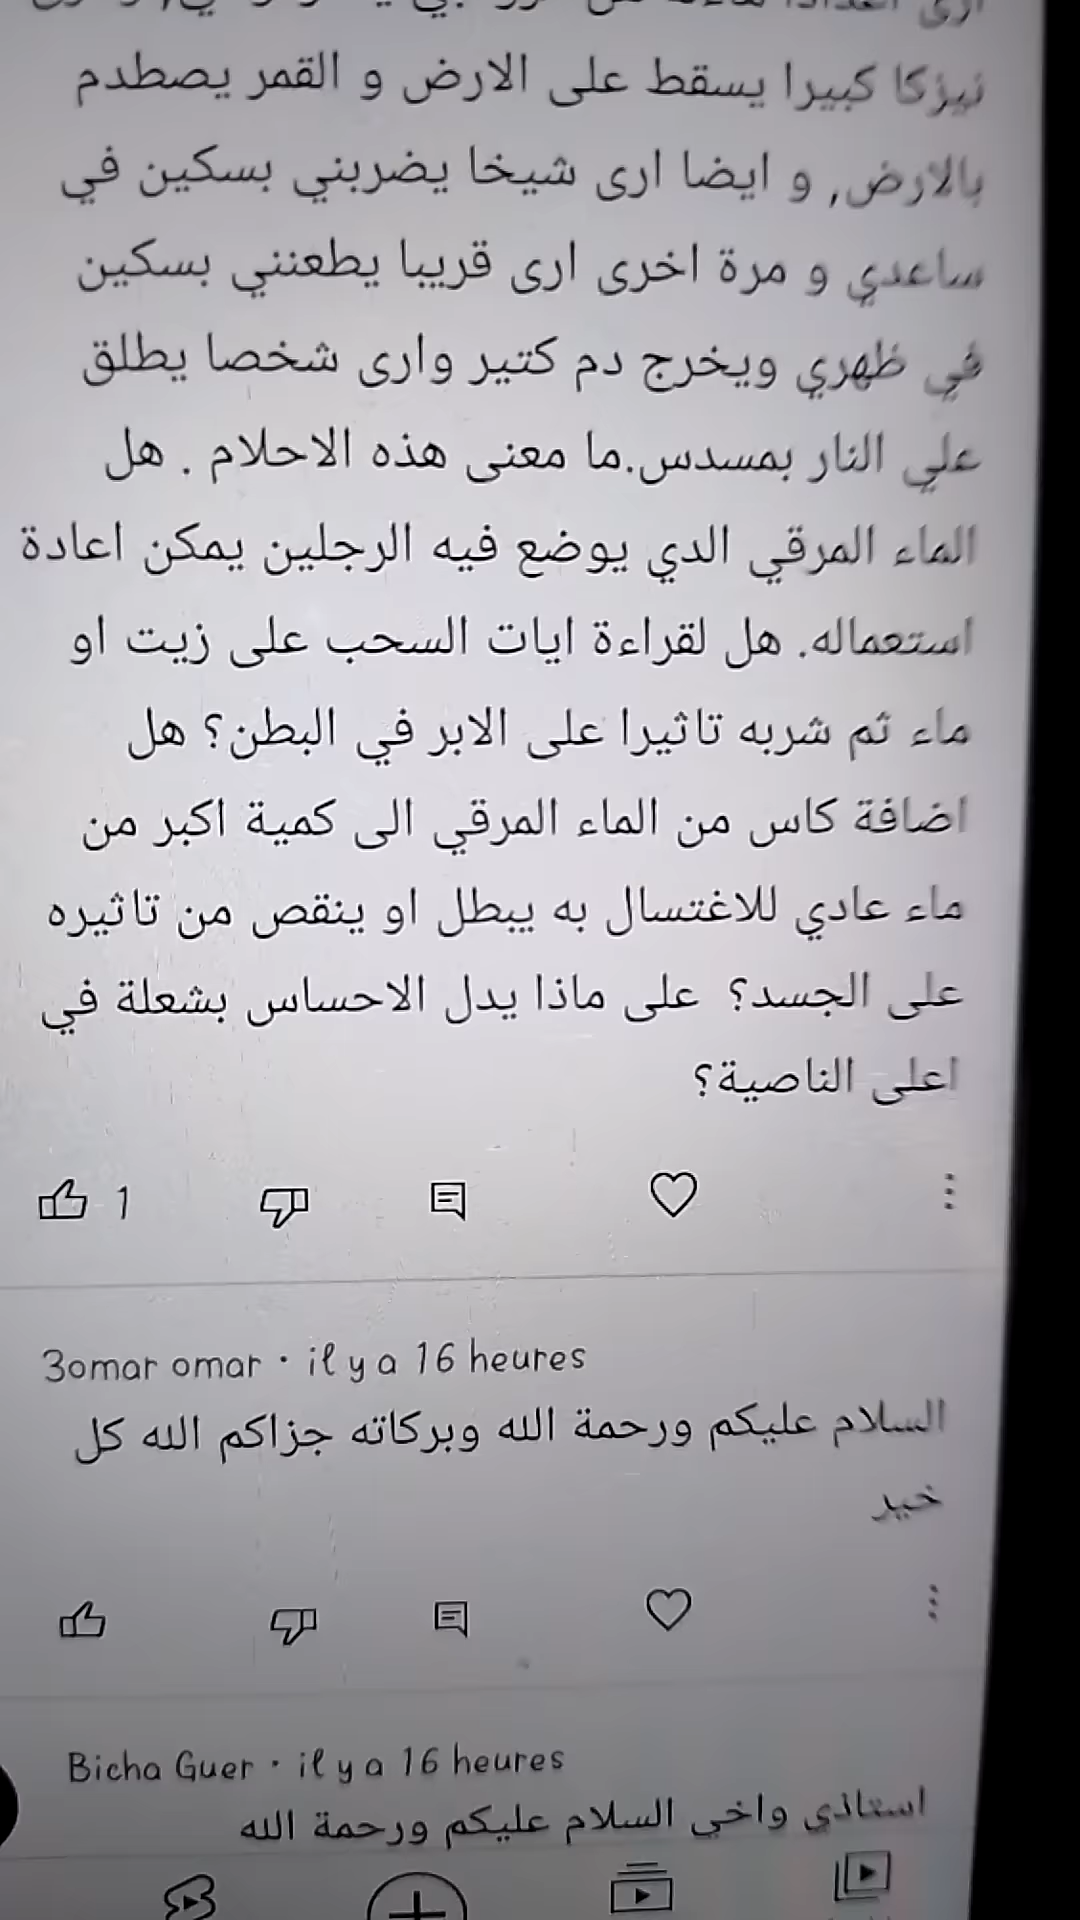 نيزكا كبيرا يسقط على الارض و القمر يصطدم
بالارض, و ايضا ارى شيخا يضربني بسكين في
ساعدي و مرة اخرى ارى قريبا يطعنني بسكين
في ظهري ويخرج دم كتير وارى شخصا يطلق
علي النار بمسدس.ما معنى هذه الاحلام . هل
الماء المرقي الدي يوضع فيه الرجلين يمكن اعادة
استعماله. هل لقراءة ايات السحب على زيت او
ماء ثم شربه تاثيرا على الابر في البطن؟ هل
اضافة كاس من الماء المرقي الى كمية اكبر من
ماء عادي للاغتسال به يبطل او ينقص من تاثيره
على الجسد؟ على ماذا يدل الاحساس بشعلة في
اعلى الناصية؟
1
3omar omar · il y a 16 heures
السلام عليكم ورحمة الله وبركاته جزاكم الله كل
خير
Bicha Guer · il y a 16 heures
استاذي واخي السلام عليكم ورحمة الله